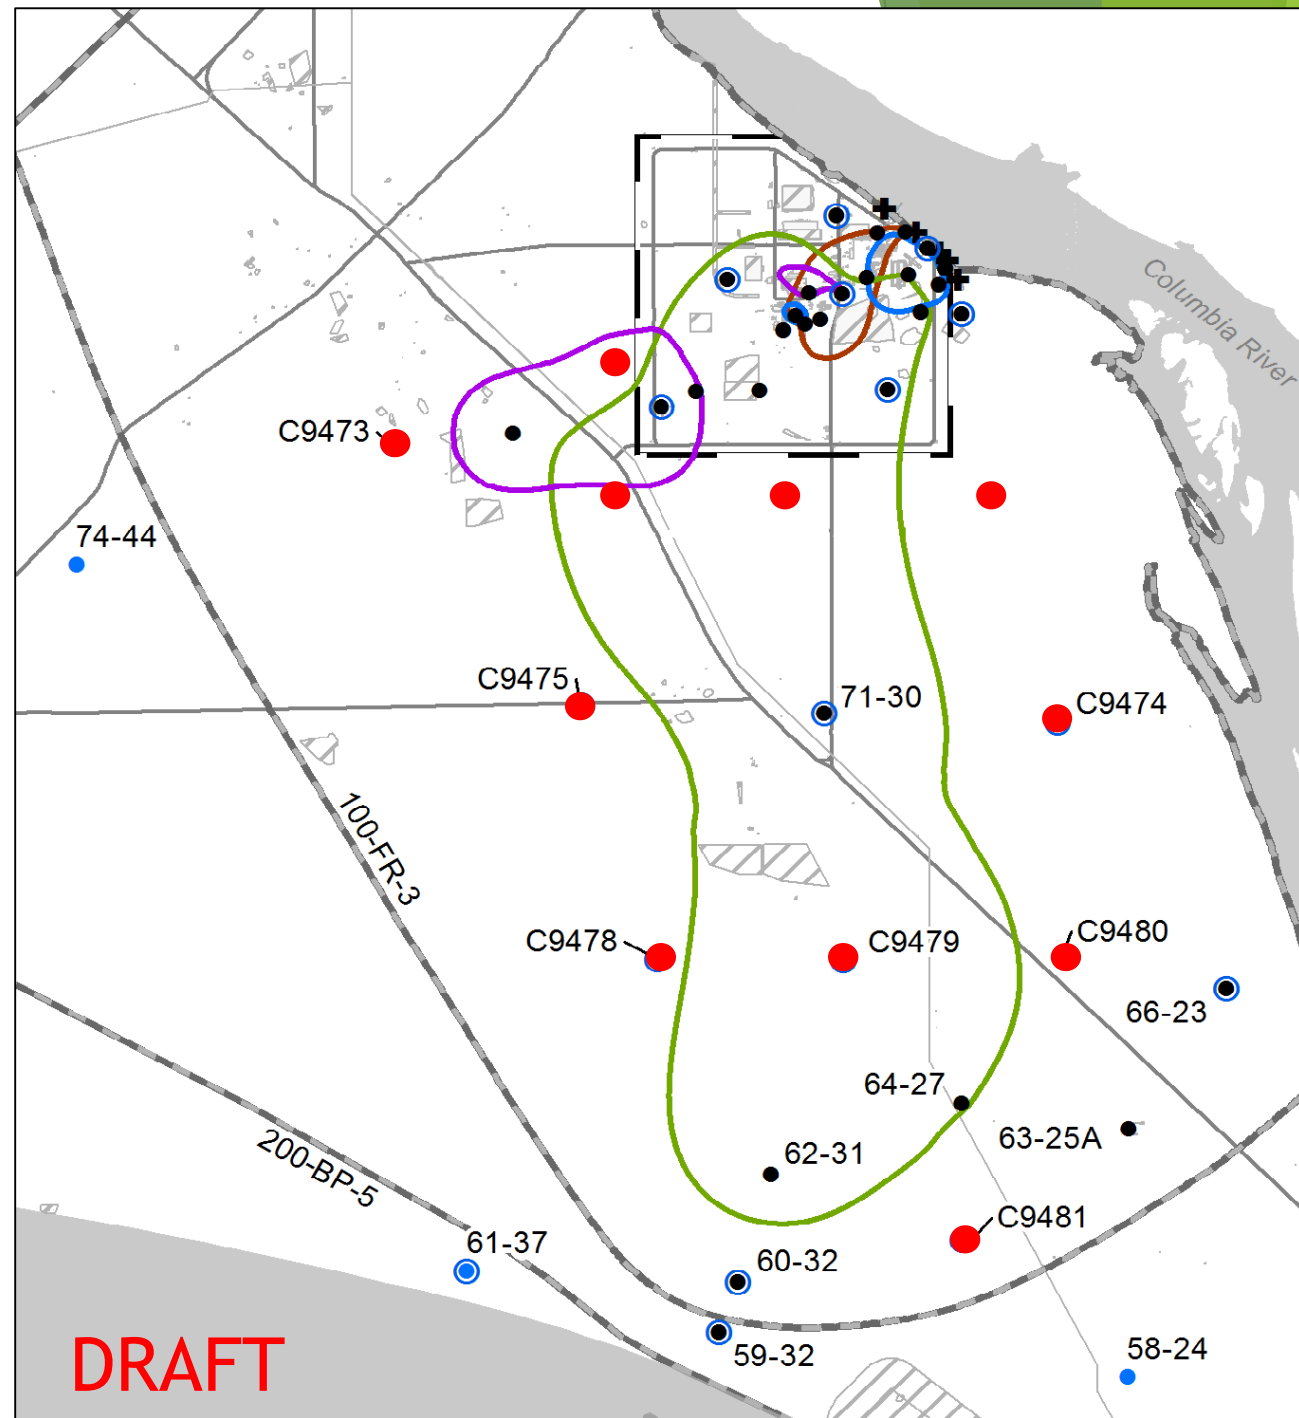 Columbia River
C9473
74-44
C9475
71-30
C9474
100-FR-3
C9478
C9479
C9480
66-23
64-27
63-25A
62-31
200-BP-5
C9481
61-37
60-32
59-32
58-24
DRAFT